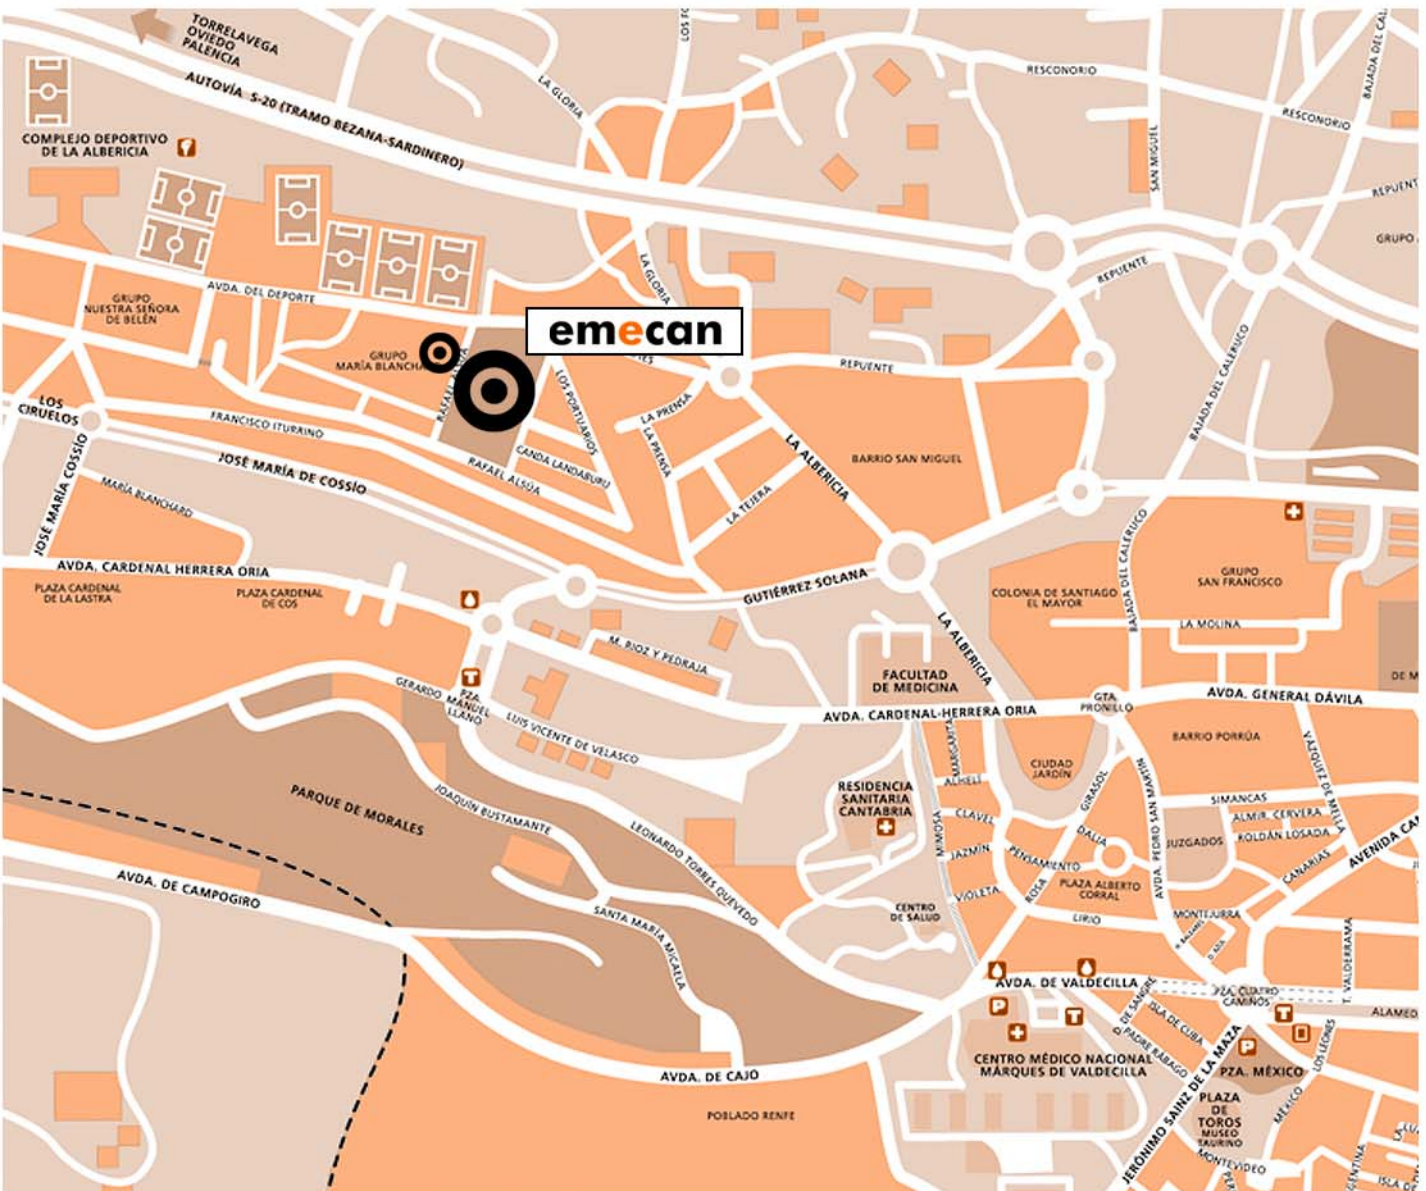 TORRELAVEGA
OVIEDO
PALENCIA
AUTOVÍA S-20 (TRAMO BEZANA-SARDINERO)
COMPLEJO DEPORTIVO
DE LA ALBERICIA
LA GLORIA
RESCONORIO
RESCONORIO
SAN MIGUEL
REPUENTE
GRUPO
LA GLORIA
REPUENTE
AVDA. DEL DEPORTE
GRUPO
NUESTRA SEÑORA
DE BELÉN
GRUPO
emecan
REPUENTE
BAJADA DEL CALERUCO
LOS
CIRUELOS
FRANCISCO ITURRINO
LOS PORTUARIOS
LA PRENSA
LA PRENSA
LA ALBERICIA
BARRIO SAN MIGUEL
JOSÉ MARÍA DE COSSÍO
RAFAEL ALSÚA
CANDA LANDABURU
LA TEJERA
JOSÉ MARÍA COSSÍO
MARÍA BLANCHARD
AVDA. CARDENAL HERRERA ORIA
PLAZA CARDENAL
DE LA LASTRA
PLAZA CARDENAL
DE COS
GUTIÉRREZ SOLANA
COLONIA DE SANTIAGO
EL MAYOR
BAJADA DEL CALERUCO
GRUPO
SAN FRANCISCO
LA MOLINA
LA ALBERICIA
M. RIOZ Y PEDRAJA
FACULTAD
DE MEDICINA
GERARDO
PZA.
MANUEL
LLANO
LUIS VICENTE DE VELASCO
AVDA. CARDENAL-HERRERA ORIA
GTA.
PRONILLO
AVDA. GENERAL DÁVILA
BARRIO PORRÚA
VÁZQUEZ DE MELLA
CIUDAD
JARDÍN
MARGARITA
ALHELÍ
GIRASOL
RESIDENCIA
SANITARIA
CANTABRIA
MIMOSA
CLAVEL
DALIA
AVDA. PEDRO SAN MARTÍN
SIMANCAS
ALMIR. CERVERA
ROLDÁN LOSADA
JUZGADOS
CANARIAS
JAZMÍN
PENSAMIENTO
PLAZA ALBERTO
CORRAL
VIOLETA
ROSA
LIRIO
MONTEJURRA
PARQUE DE MORALES
JOAQUÍN BUSTAMANTE
LEONARDO TORRES QUEVEDO
AVDA. DE CAMPOGIRO
SANTA MARÍA MICAELA
CENTRO
DE SALUD
T. VALDERRAMA
AVDA. DE VALDECILLA
PZA. CUATRO
CAMINOS
P
T
T
ISLA DE CUBA
PADRE RÁBAGO
P
LOS LEONES
CENTRO MÉDICO NACIONAL
MÁRQUES DE VALDECILLA
PZA. MÉXICO
JERÓNIMO SAINZ DE LA MAZA
PLAZA
DE
TOROS
MUSEO
TAURINO
MÉXICO
MONTEVIDEO
AVDA. DE CAJO
POBLADO RENFE
T